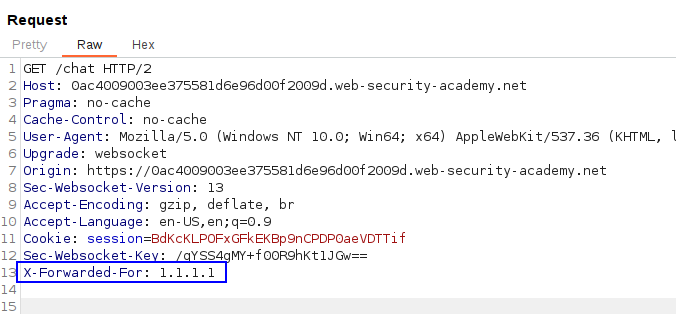 Request
Pretty Raw Hex
1 GET /chat HTTP/2
2 Host: 0ac4009003ee375581d6e96d00f2009d.web-security-academy.net
3 Pragma: no-cache
4 Cache-Control: no-cache
5 User-Agent: Mozilla/5.0 (Windows NT 10.0; Win64; x64) AppleWebKit/537.36 (KHTML, l
6 Upgrade: websocket
7 Origin: https://0ac4009003ee375581d6e96d00f2009d.web-security-academy.net
8 Sec-Websocket-Version: 13
9 Accept-Encoding: gzip, deflate, br
10 Accept-Language: en-US,en;q=0.9
11 Cookie: session=BdKcKLPOFxGFkEKBp9nCPDPOaeVDTTif
12 Sec-Websocket-Key: /qYSS4gMY+f00R9hKt1JGw==
13 X-Forwarded-For: 1.1.1.1
14
15